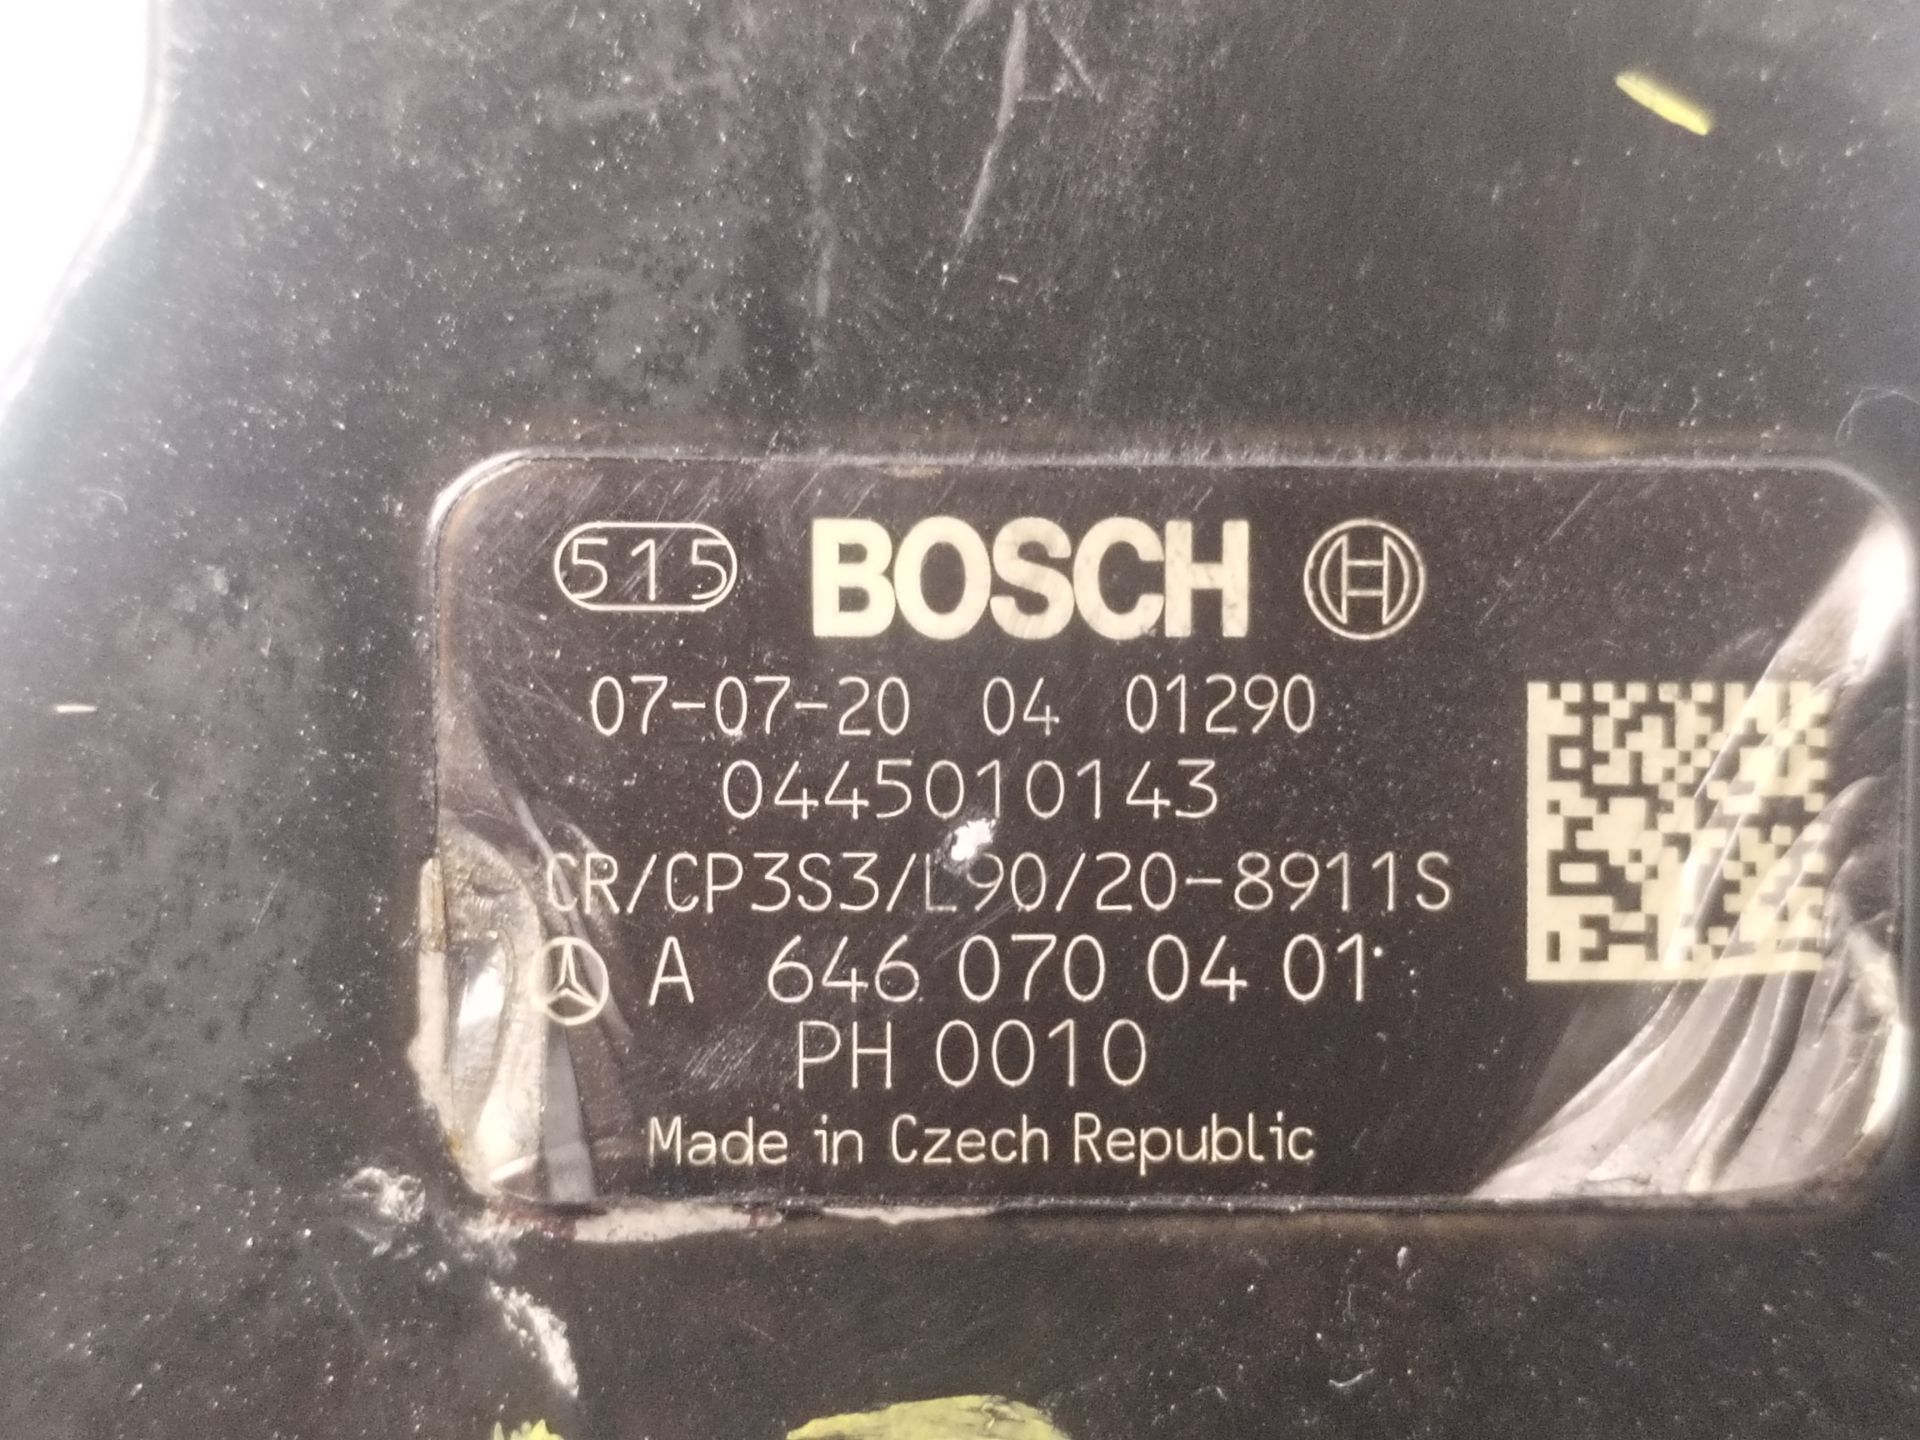 515 BOSCH
07-07-20 04 01290
0445010143
CR/CP3S3/L90/20-8911S
A 646 070 04 01
PH 0010
Made in Czech Republic